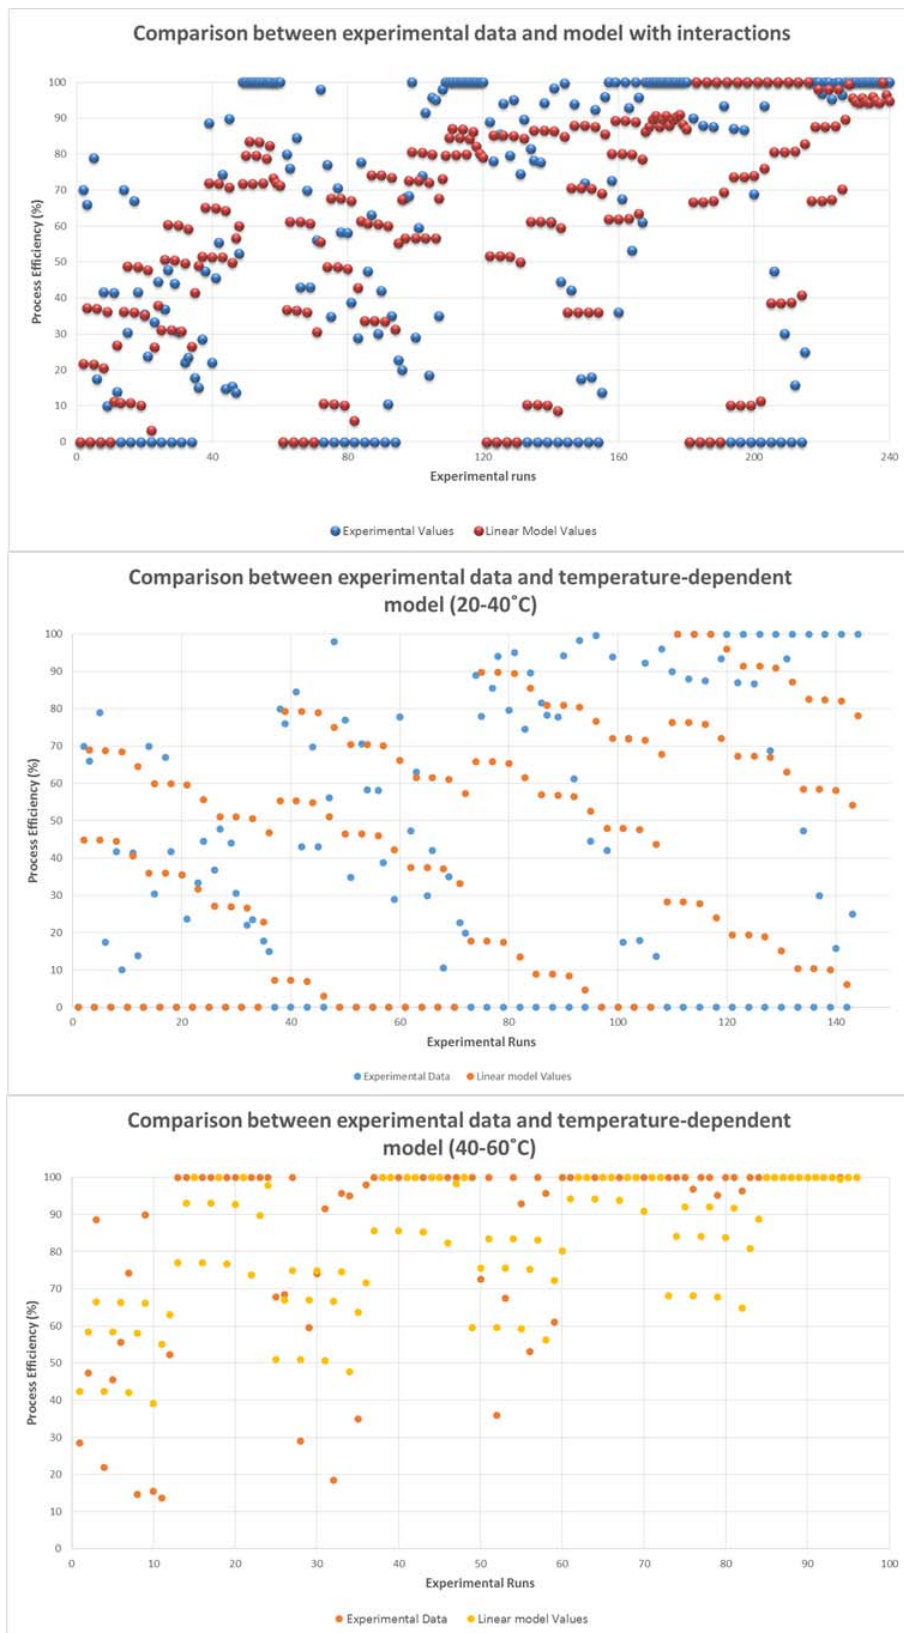 Comparison between experimental data and model with interactions
100
90
80
70
60
50
40
30
20
10
0
Process Efficiency (%)
0 40 80 120 160 200 240
Experimental runs
Experimental Values Linear Model Values
Comparison between experimental data and temperature-dependent
model (20-40˚C)
100
90
80
70
60
50
40
30
20
10
0
Process Efficiency (%)
0 20 40 60 80 100 120 140
Experimental Runs
Experimental Data Linear model Values
Comparison between experimental data and temperature-dependent
model (40-60˚C)
100
90
80
70
60
50
40
30
20
10
0
Process Efficiency (%)
0 10 20 30 40 50 60 70 80 90 100
Experimental Runs
Experimental Data Linear model Values